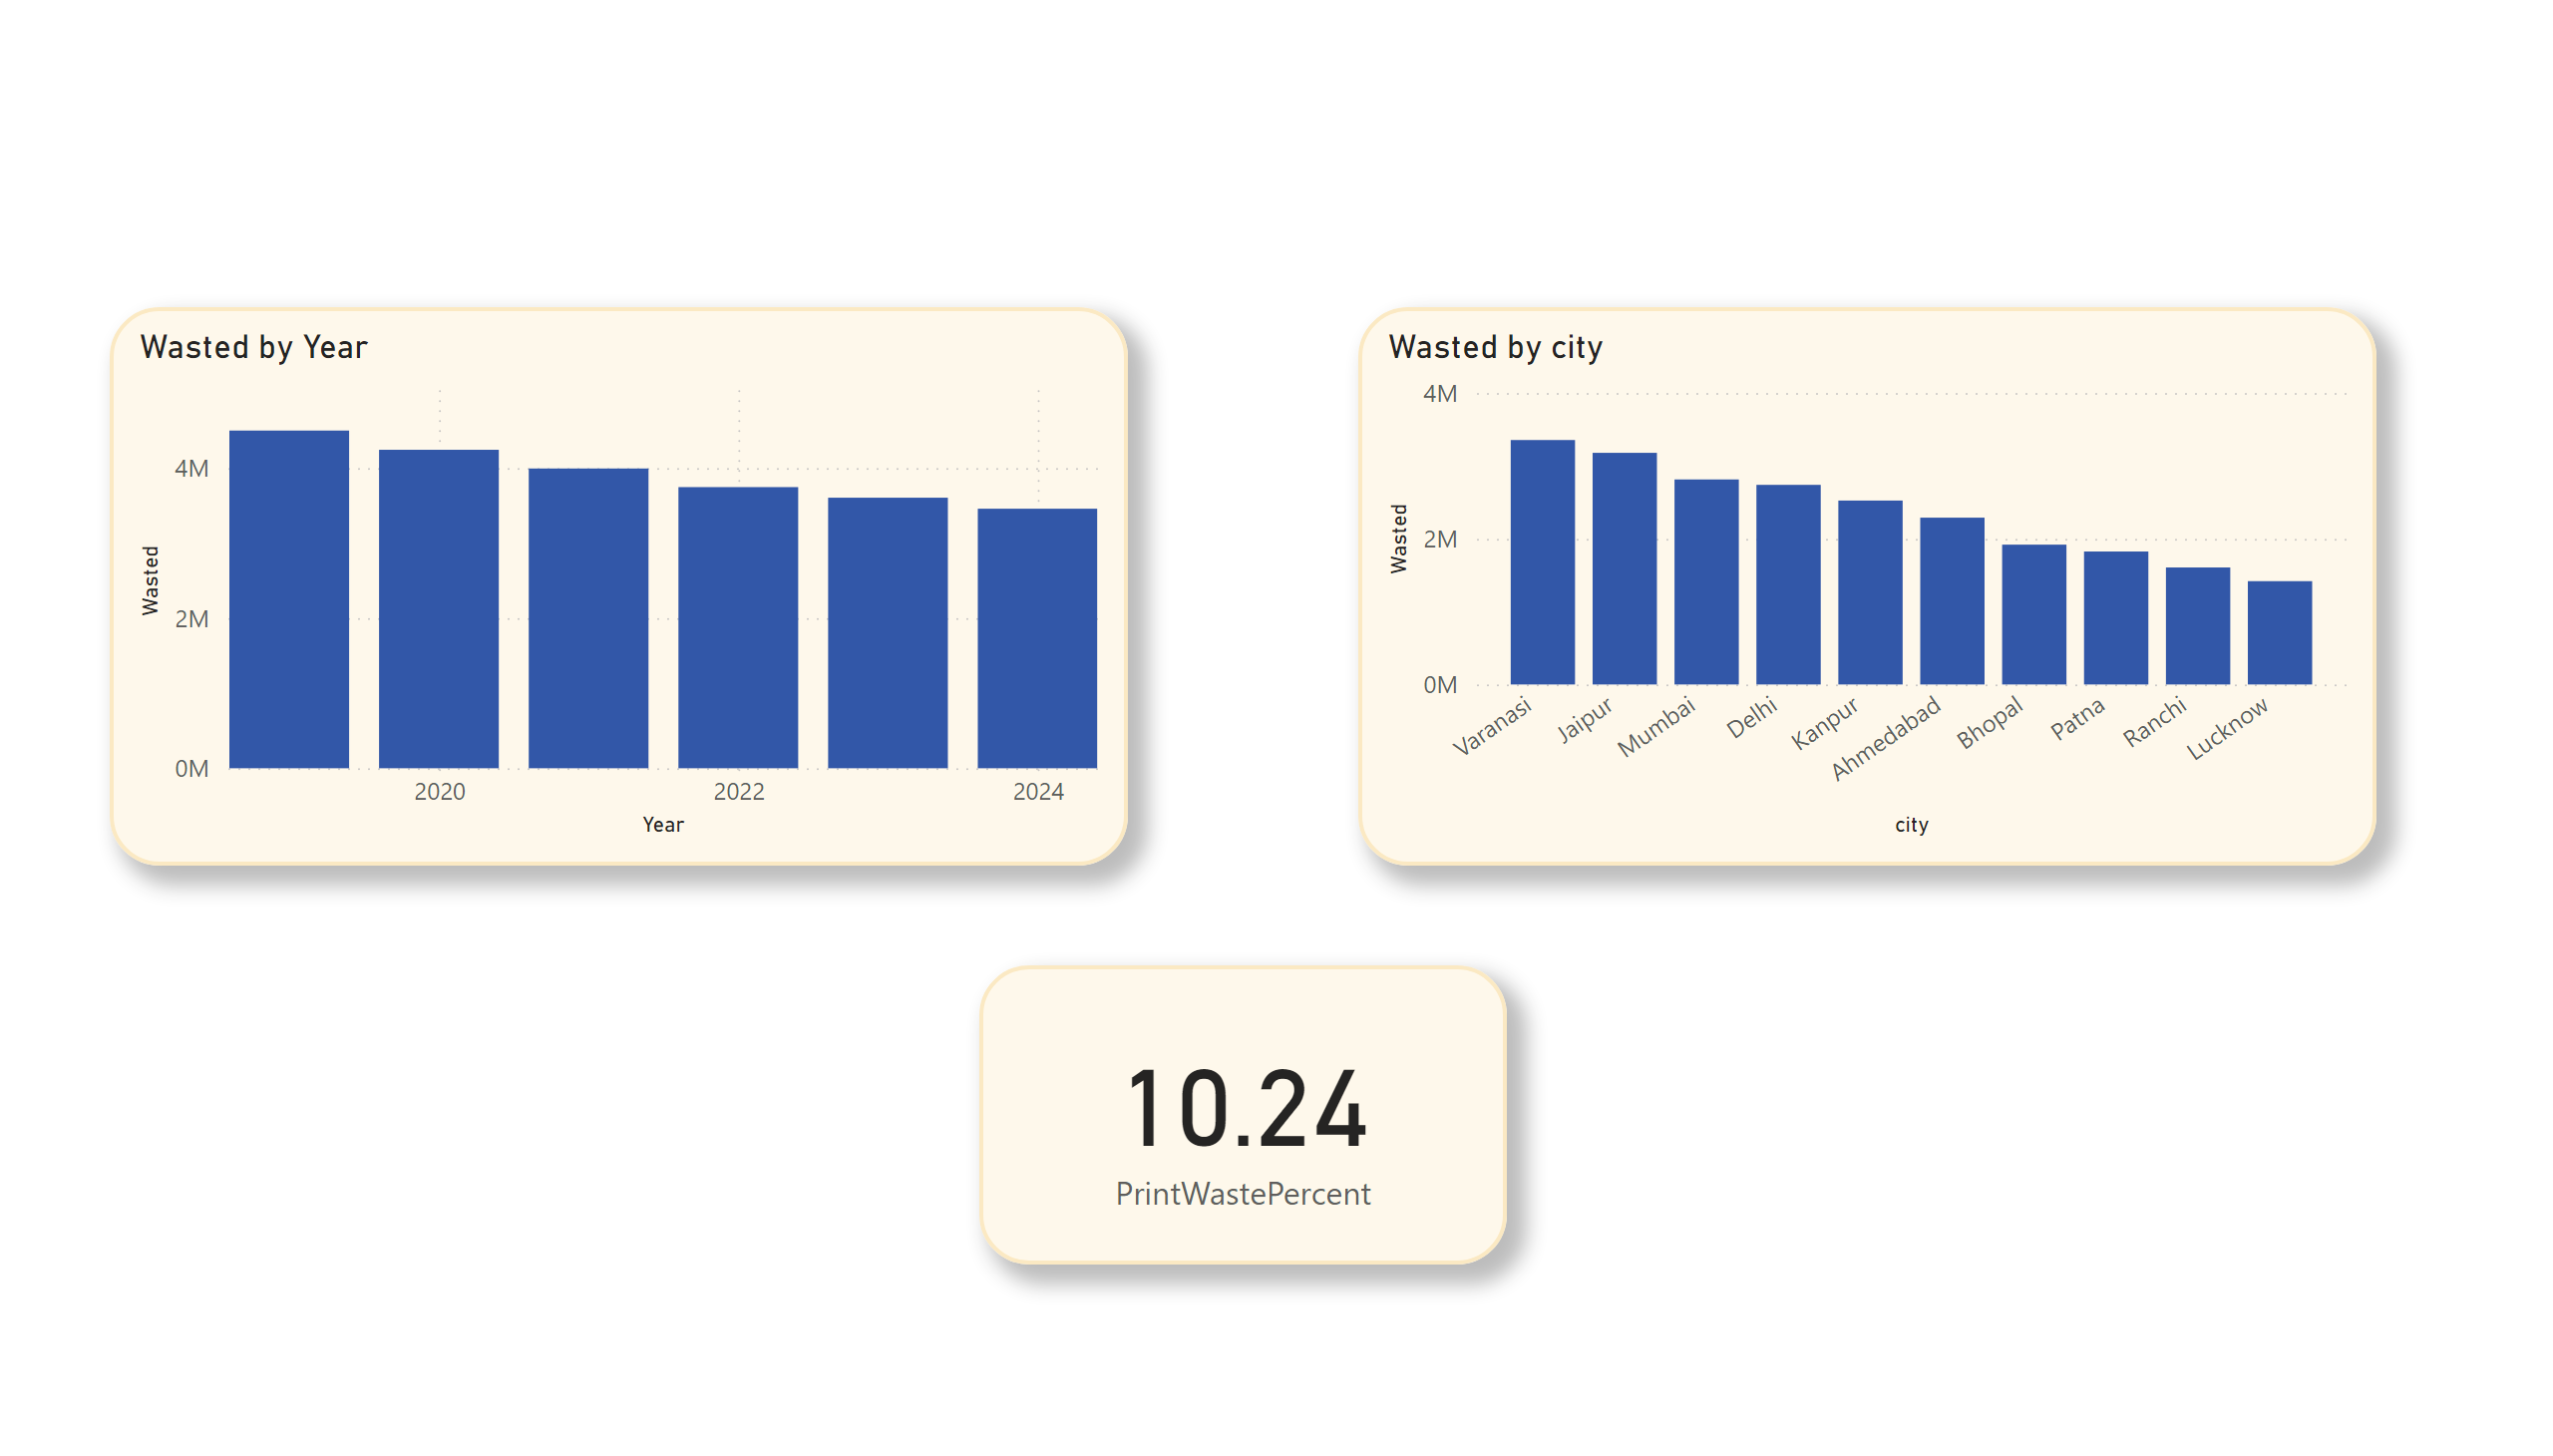 Wasted by Year
Wasted
4M
2M
0M
2020 2022 2024
Year
Wasted by city
Wasted
4M
2M
0M
Varanasi Jaipur Mumbai Delhi Kanpur Ahmedabad Bhopal Patna Ranchi Lucknow
city
10.24
PrintWastePercent